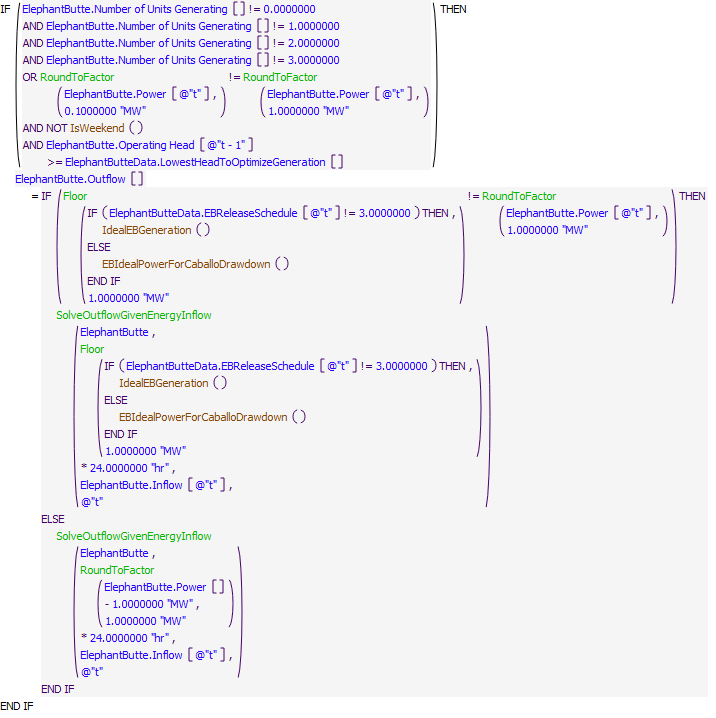 IF ElephantButte.Number of Units Generating [] != 0.0000000 THEN
AND ElephantButte.Number of Units Generating [] != 1.0000000
AND ElephantButte.Number of Units Generating [] != 2.0000000
AND ElephantButte.Number of Units Generating [] != 3.0000000
OR RoundToFactor != RoundToFactor
( ElephantButte.Power [ @"t" ] , ) ( ElephantButte.Power [ @"t" ] , )
0.1000000 "MW" 1.0000000 "MW"
AND NOT IsWeekend ()
AND ElephantButte.Operating Head [ @"t - 1" ]
>= ElephantButteData.LowestHeadToOptimizeGeneration []
ElephantButte.Outflow []
= IF ( Floor != RoundToFactor ) THEN
IF ( ElephantButteData.EBReleaseSchedule [ @"t" ] != 3.0000000 ) THEN , ( ElephantButte.Power [ @"t" ] , )
IdealEBGeneration () 1.0000000 "MW"
ELSE
EBIdealPowerForCaballoDrawdown ()
END IF
1.0000000 "MW"
SolveOutflowGivenEnergyInflow
ElephantButte ,
Floor
IF ( ElephantButteData.EBReleaseSchedule [ @"t" ] != 3.0000000 ) THEN ,
IdealEBGeneration ()
ELSE
EBIdealPowerForCaballoDrawdown ()
END IF
1.0000000 "MW"
* 24.0000000 "hr" ,
ElephantButte.Inflow [ @"t" ] ,
@"t"
ELSE
SolveOutflowGivenEnergyInflow
ElephantButte ,
RoundToFactor
ElephantButte.Power []
- 1.0000000 "MW" ,
1.0000000 "MW"
* 24.0000000 "hr" ,
ElephantButte.Inflow [ @"t" ] ,
@"t"
END IF
END IF